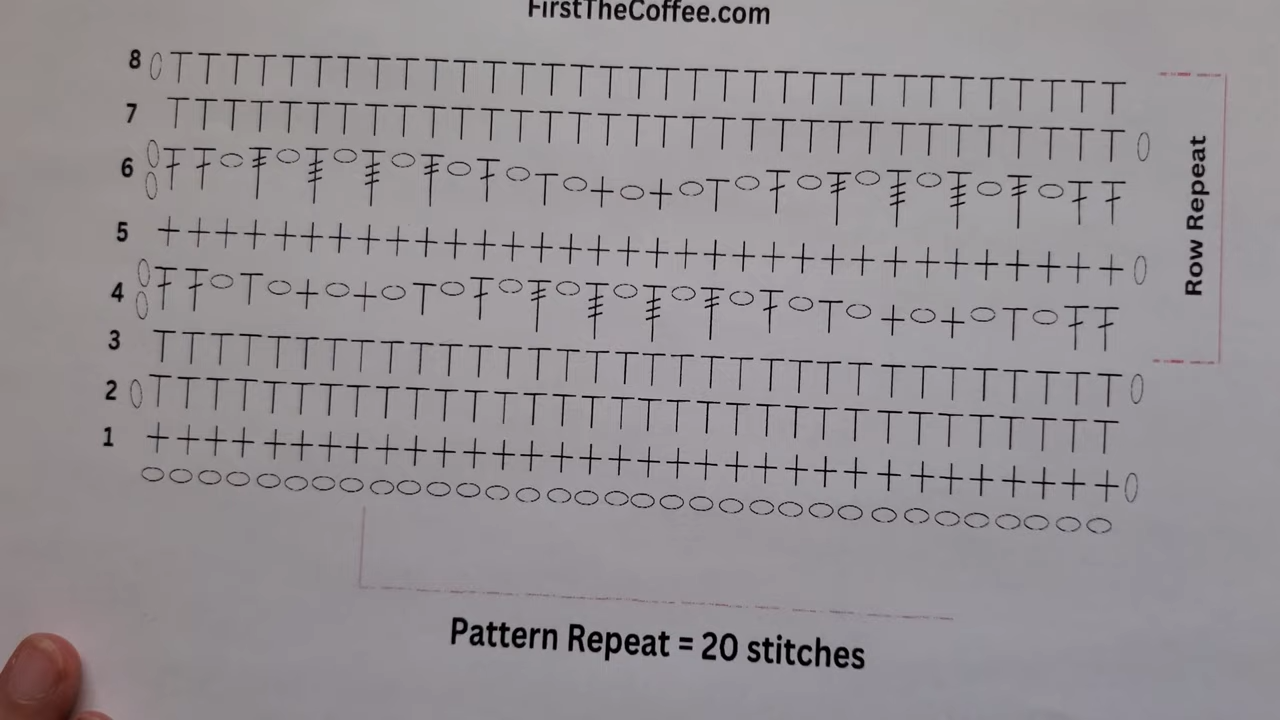 FirstTheCoffee.com
8
7
6
5
4
3
2
1
Row Repeat
Pattern Repeat = 20 stitches